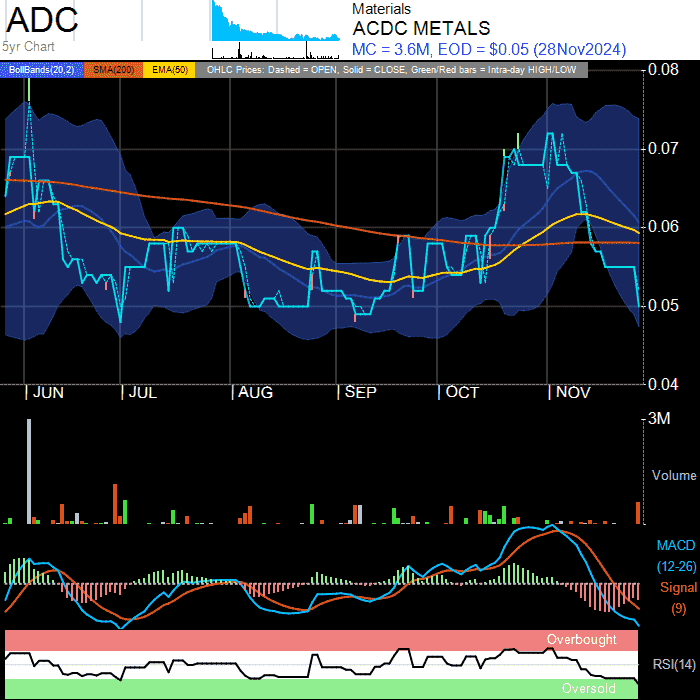 ADC
5yr Chart
Materials
ACDC METALS
MC = 3.6M, EOD = $0.05 (28Nov2024)
BollBands(20,2) SMA(200) EMA(50) OHLC Prices: Dashed = OPEN, Solid = CLOSE, Green/Red bars = Intra-day HIGH/LOW
0.08
0.07
0.06
0.05
0.04
JUN JUL AUG SEP OCT NOV
3M
Volume
MACD
(12-26)
Signal
(9)
Overbought
RSI(14)
Oversold